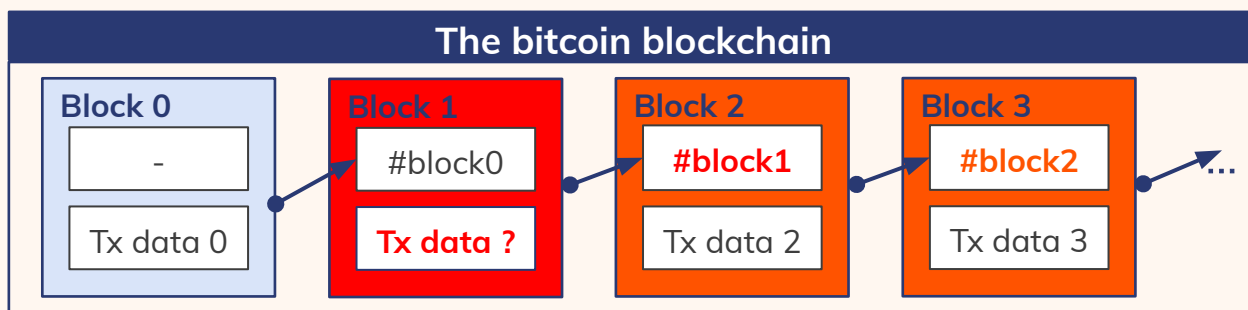 The bitcoin blockchain
Block 0
-
Tx data 0
Block 1
#block0
Tx data ?
Block 2
#block1
Tx data 2
Block 3
#block2
Tx data 3
...